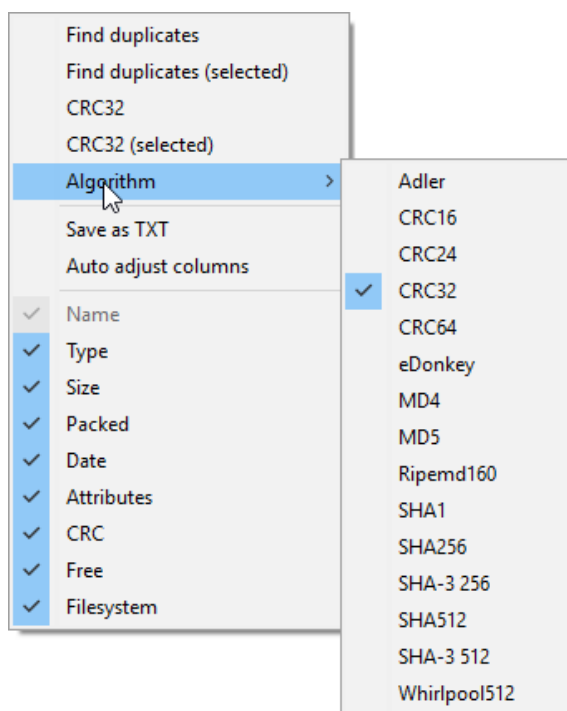 Find duplicates
Find duplicates (selected)
CRC32
CRC32 (selected)
Algorithm
Save as TXT
Auto adjust columns
Name
Type
Size
Packed
Date
Attributes
CRC
Free
Filesystem
Adler
CRC16
CRC24
CRC32
CRC64
eDonkey
MD4
MD5
Ripemd160
SHA1
SHA256
SHA-3 256
SHA512
SHA-3 512
Whirlpool512